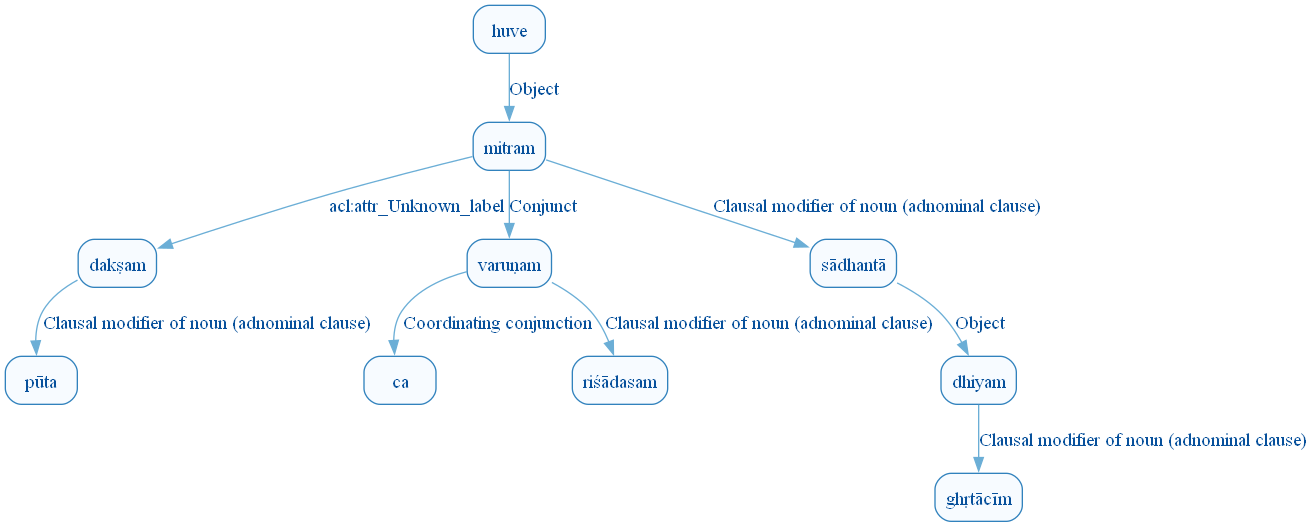 huve
Object
mitram
acl:attr_Unknown_label Conjunct Clausal modifier of noun (adnominal clause)
dakṣam varuṇam sādhantā
Clausal modifier of noun (adnominal clause) Coordinating conjunction Clausal modifier of noun (adnominal clause) Object
pūta ca riśādasam dhiyam
Clausal modifier of noun (adnominal clause)
ghṛtācīm